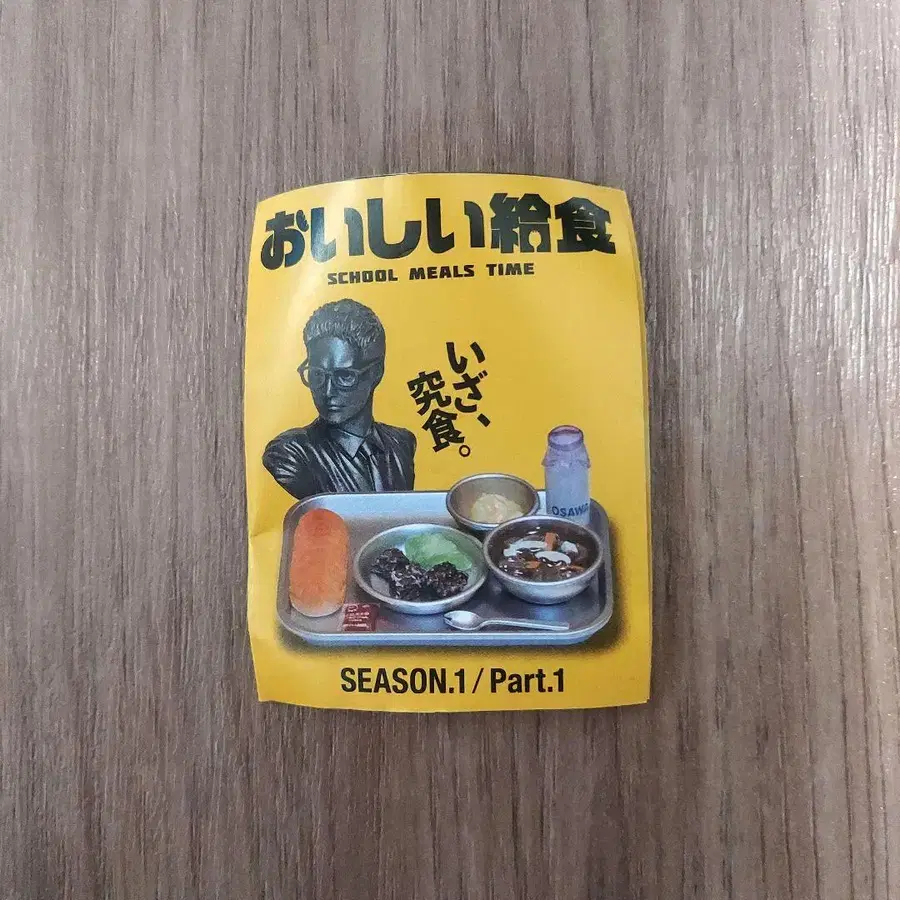 おいしい給食
SCHOOL MEALS TIME
いざ、
究食。
OSAWA
SEASON.1/Part.1